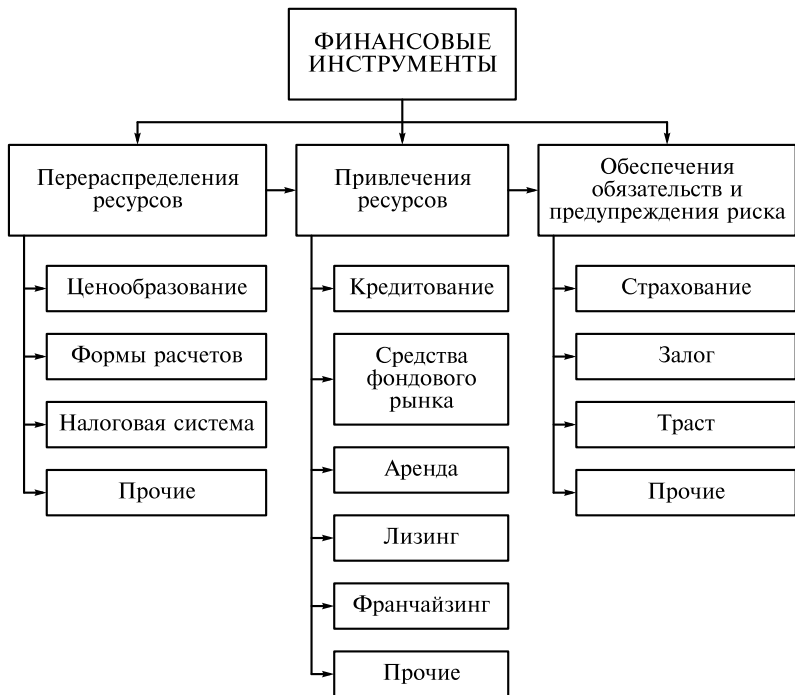 ФИНАНСОВЫЕ
ИНСТРУМЕНТЫ
Перераспределения
ресурсов
Привлечения
ресурсов
Обеспечения
обязательств и
предупреждения риска
Ценообразование
Формы расчетов
Налоговая система
Прочие
Кредитование
Средства
фондового
рынка
Аренда
Лизинг
Франчайзинг
Прочие
Страхование
Залог
Траст
Прочие